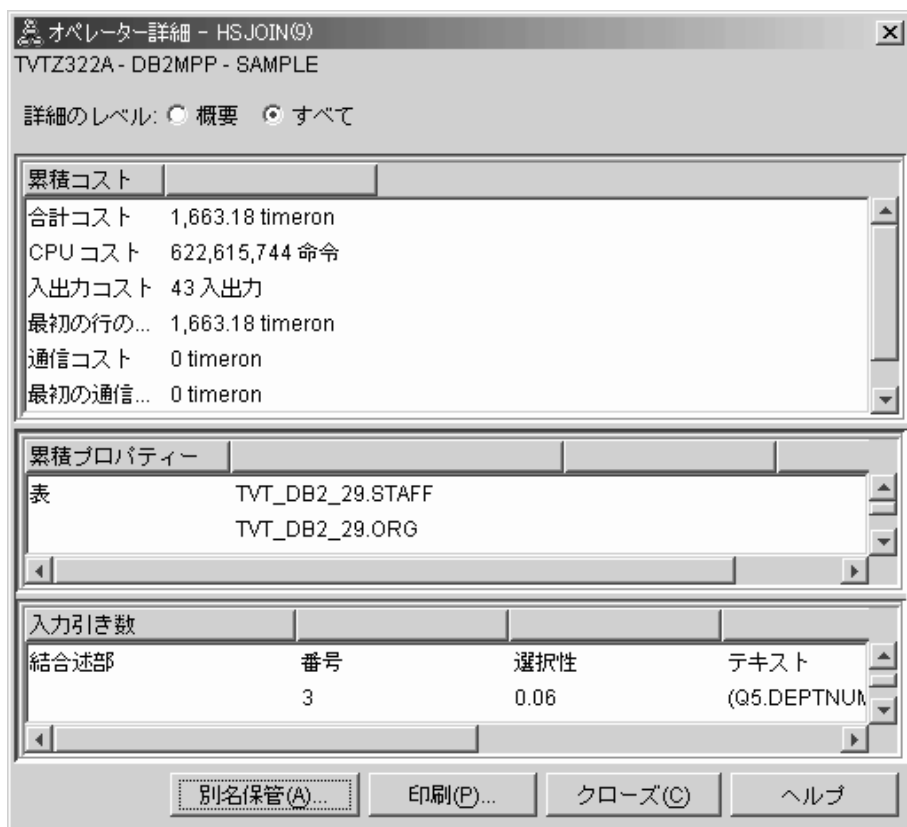 オペレーター詳細 - HSJOIN(9)
TVTZ322A - DB2MPP - SAMPLE
詳細のレベル: 概要 すべて
累積コスト
合計コスト 1,663.18 timeron
CPU コスト 622,615,744 命令
入出力コスト 43 入出力
最初の行の... 1,663.18 timeron
通信コスト 0 timeron
最初の通信... 0 timeron
累積プロパティー
表 TVT_DB2_29.STAFF
TVT_DB2_29.ORG
入力引き数
結合述部 番号 選択性 テキスト
3 0.06 (Q5.DEPTNUM
別名保管(A)... 印刷(P)... クローズ(C) ヘルプ